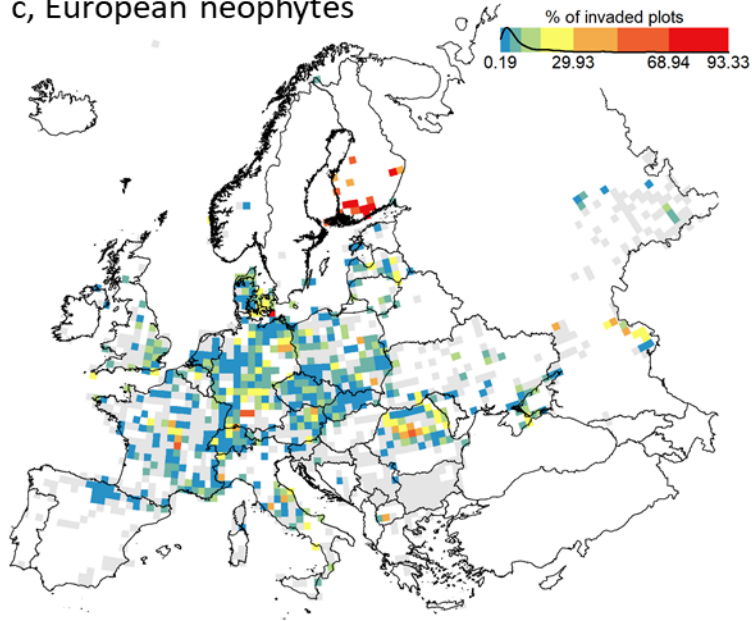 c, European neophytes
% of invaded plots
0.19 29.93 68.94 93.33